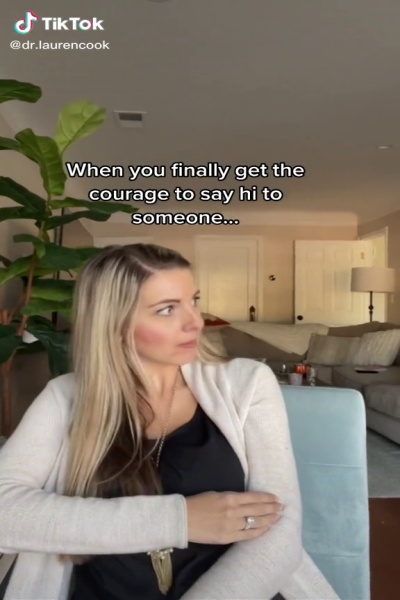 TikTok
@dr.laurencook
When you finally get the
courage to say hi to
someone...